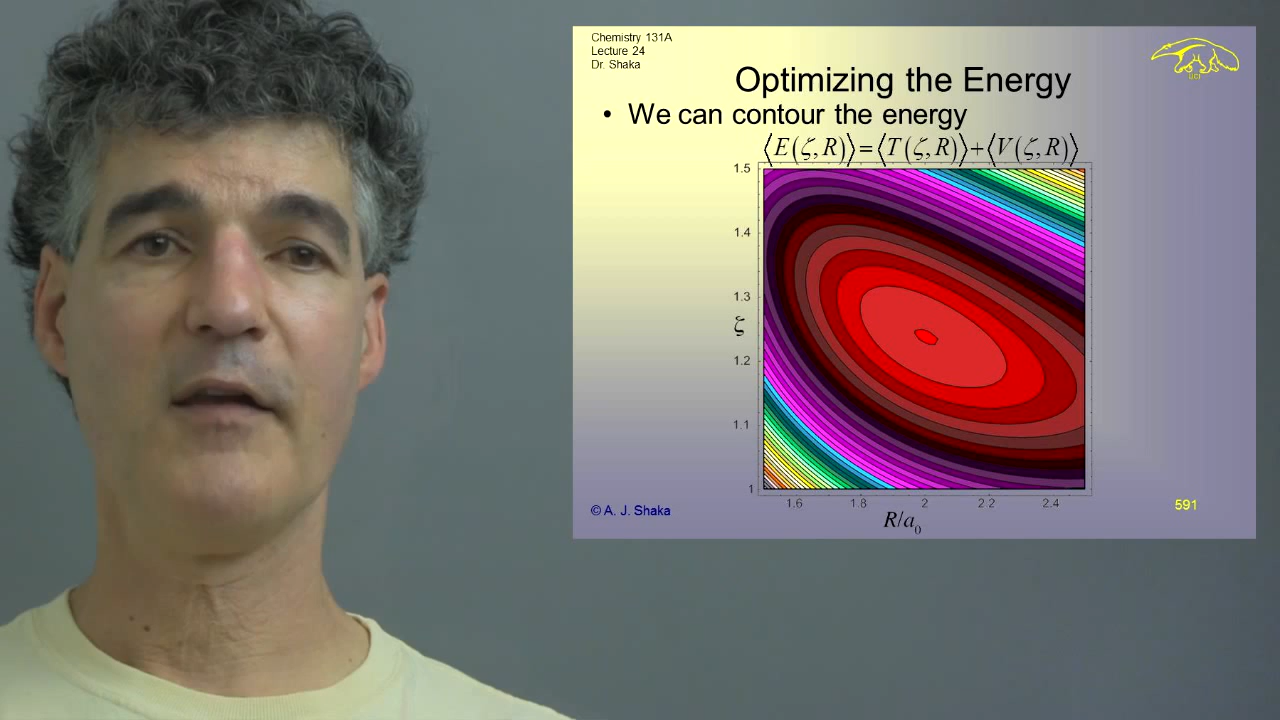 Chemistry 131A
Lecture 24
Dr. Shaka
UCI
Optimizing the Energy
• We can contour the energy
⟨E(ζ,R)⟩=⟨T(ζ,R)⟩+⟨V(ζ,R)⟩
1.5
1.4
1.3
ζ
1.2
1.1
1
1.6 1.8 2 2.2 2.4
R/a₀
© A. J. Shaka
591